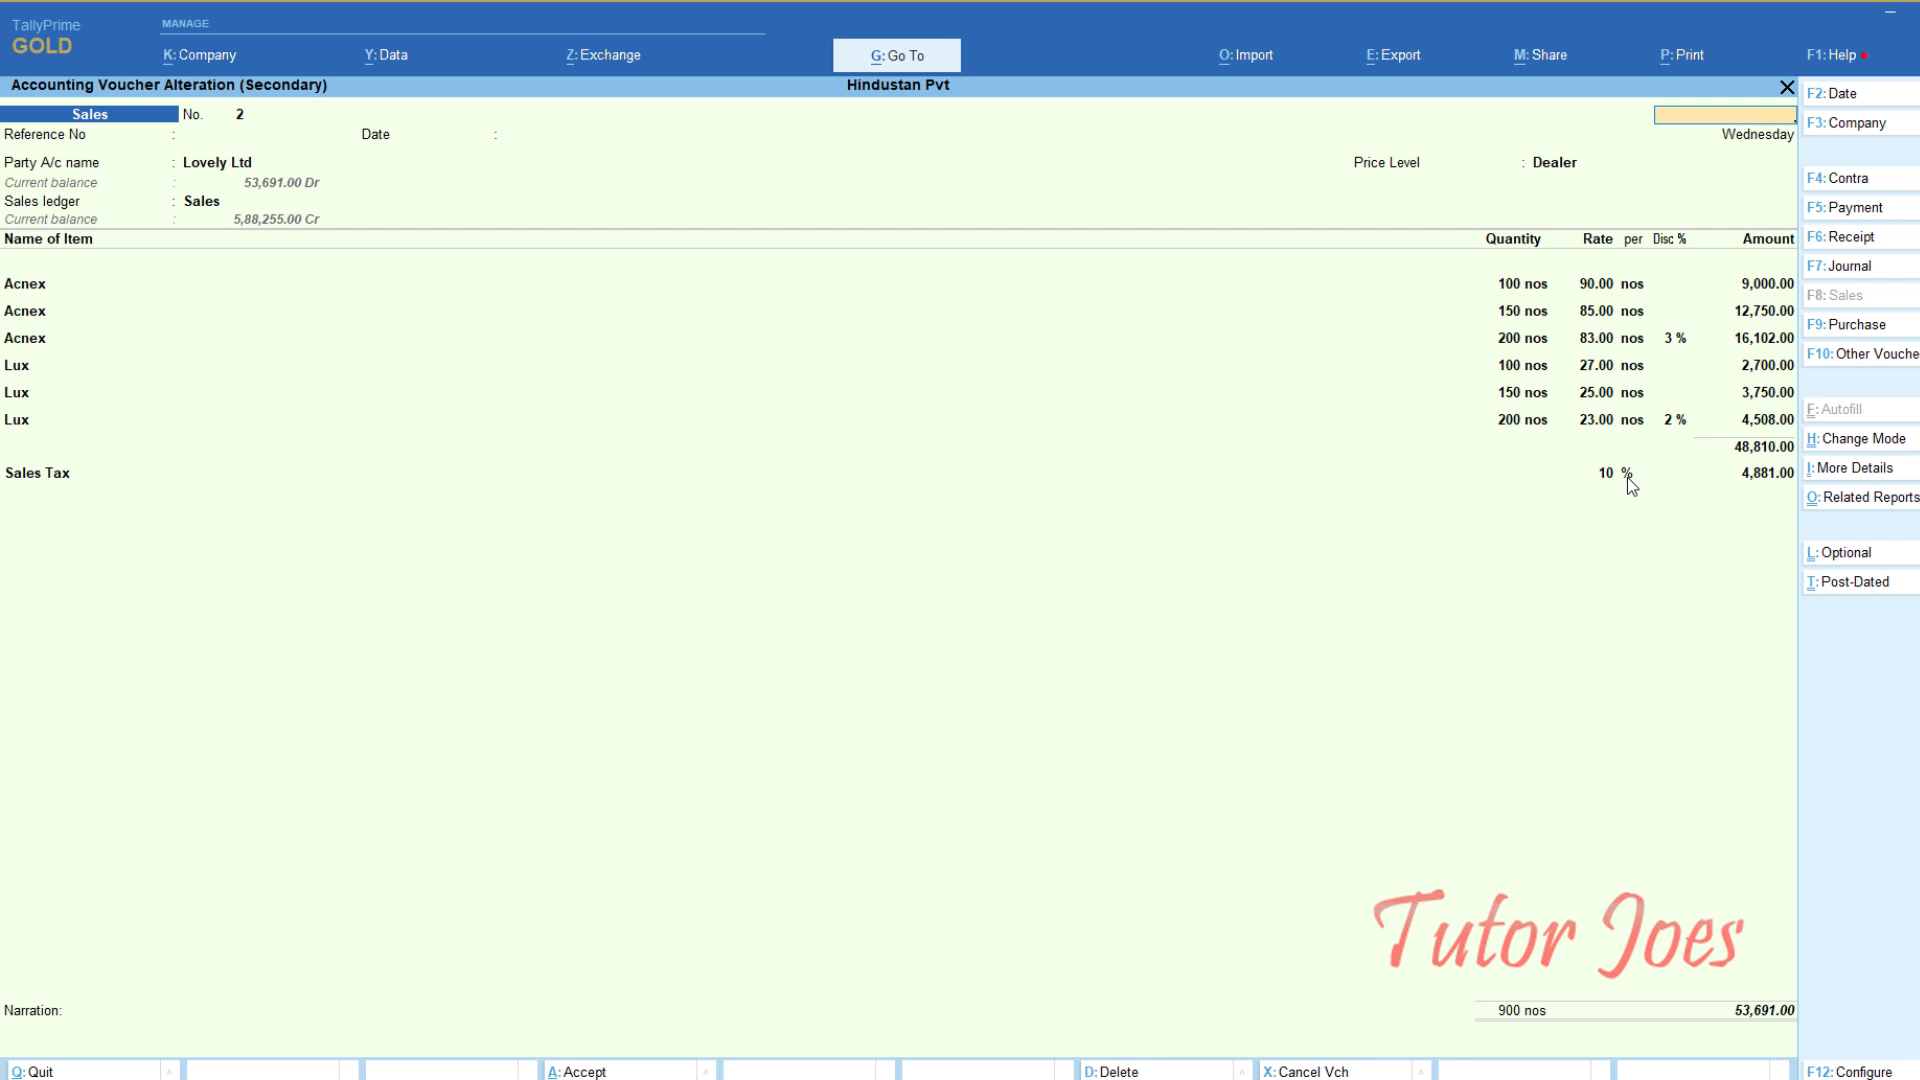 TallyPrime
GOLD
MANAGE
K: Company
Y: Data
Z: Exchange
G: Go To
O: Import
E: Export
M: Share
P: Print
F1: Help
Accounting Voucher Alteration (Secondary)
Hindustan Pvt
Sales No. 2
Reference No : Date :
Wednesday
Party A/c name : Lovely Ltd Price Level : Dealer
Current balance : 53,691.00 Dr
Sales ledger : Sales
Current balance : 5,88,255.00 Cr
Name of Item Quantity Rate per Disc % Amount
Acnex 100 nos 90.00 nos 9,000.00
Acnex 150 nos 85.00 nos 12,750.00
Acnex 200 nos 83.00 nos 3 % 16,102.00
Lux 100 nos 27.00 nos 2,700.00
Lux 150 nos 25.00 nos 3,750.00
Lux 200 nos 23.00 nos 2 % 4,508.00
48,810.00
Sales Tax 10 % 4,881.00
Tutor Joes
Narration: 900 nos 53,691.00
F2: Date
F3: Company
F4: Contra
F5: Payment
F6: Receipt
F7: Journal
F8: Sales
F9: Purchase
F10: Other Vouche
F: Autofill
H: Change Mode
I: More Details
O: Related Reports
L: Optional
T: Post-Dated
Q: Quit
A: Accept
D: Delete
X: Cancel Vch
F12: Configure